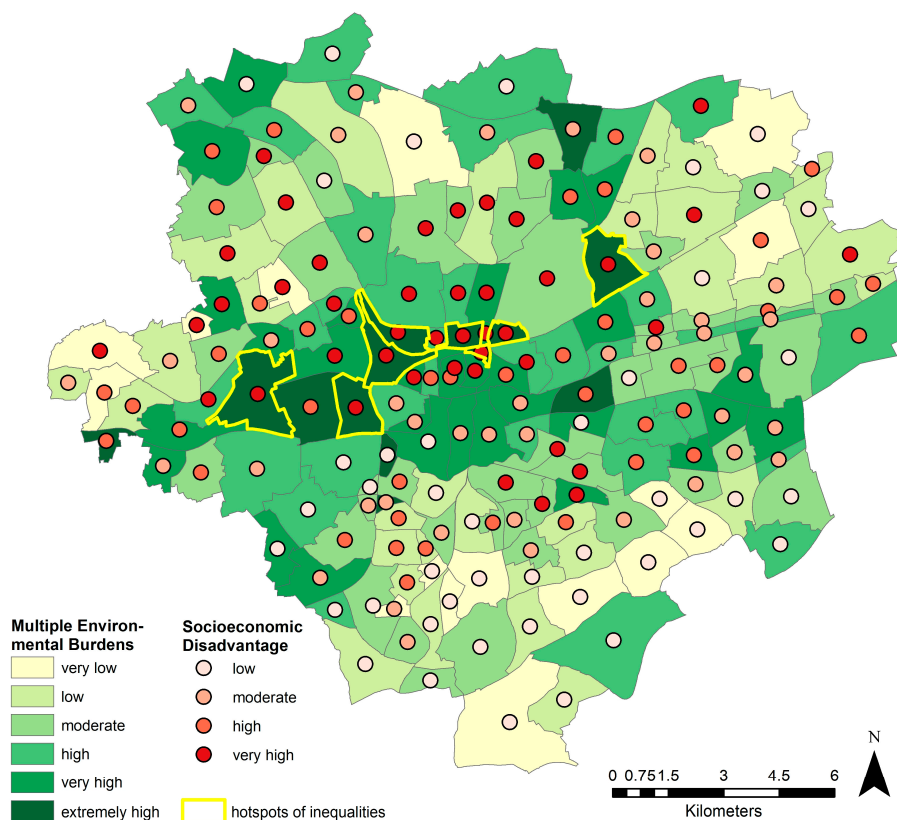 Multiple Environ-
mental Burdens
very low
low
moderate
high
very high
extremely high
Socioeconomic
Disadvantage
low
moderate
high
very high
hotspots of inequalities
N
0 0.75 1.5 3 4.5 6
Kilometers